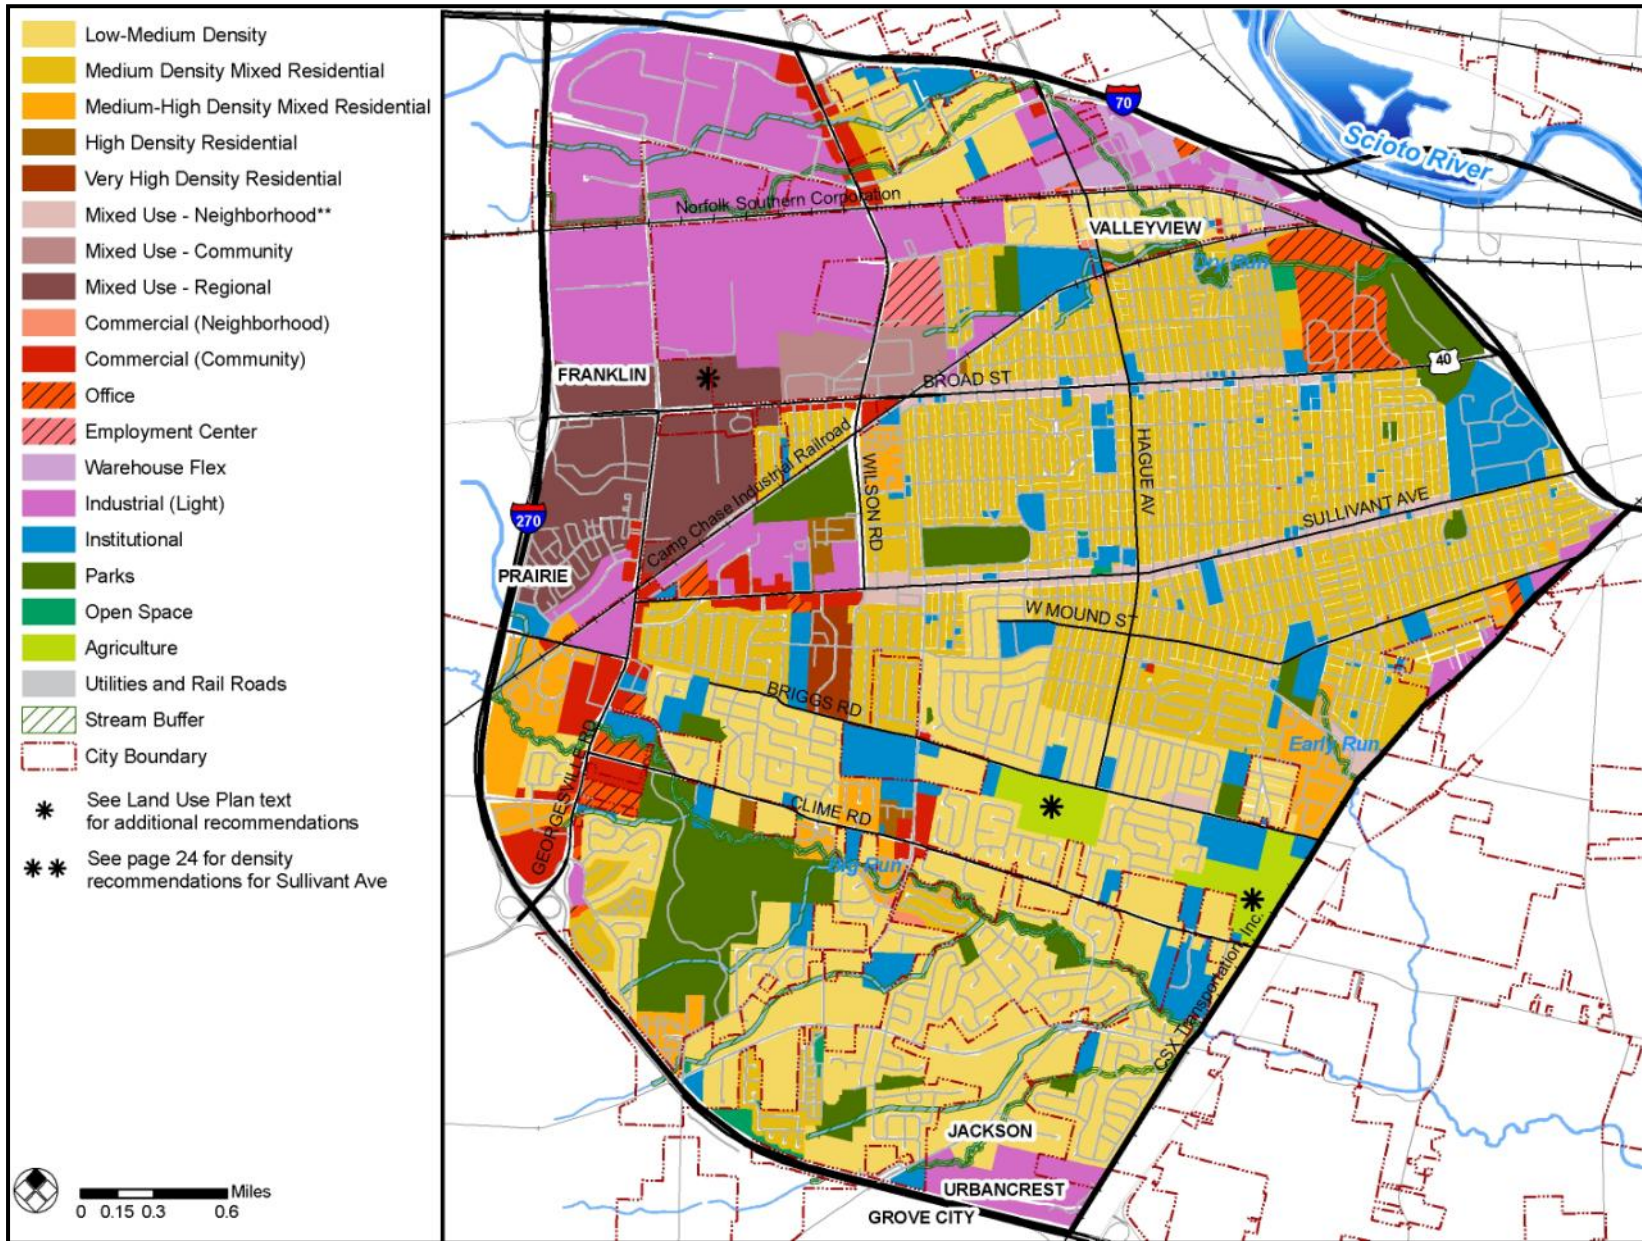 Low-Medium Density
Medium Density Mixed Residential
Medium-High Density Mixed Residential
High Density Residential
Very High Density Residential
Mixed Use - Neighborhood**
Mixed Use - Community
Mixed Use - Regional
Commercial (Neighborhood)
Commercial (Community)
Office
Employment Center
Warehouse Flex
Industrial (Light)
Institutional
Parks
Open Space
Agriculture
Utilities and Rail Roads
Stream Buffer
City Boundary
* See Land Use Plan text
for additional recommendations
** See page 24 for density
recommendations for Sullivant Ave
Miles
0 0.15 0.3 0.6
70
Scioto River
Norfolk Southern Corporation
VALLEYVIEW
Dry Run
40
FRANKLIN
*
BROAD ST
Camp Chase Industrial Railroad
WILSON RD
HAGUE AV
SULLIVANT AVE
270
PRAIRIE
W MOUND ST
BRIGGS RD
Early Run
GEORGESVILLE RD
CLIME RD
*
Big Run
*
CSX Transportation, Inc.
JACKSON
URBANCREST
GROVE CITY